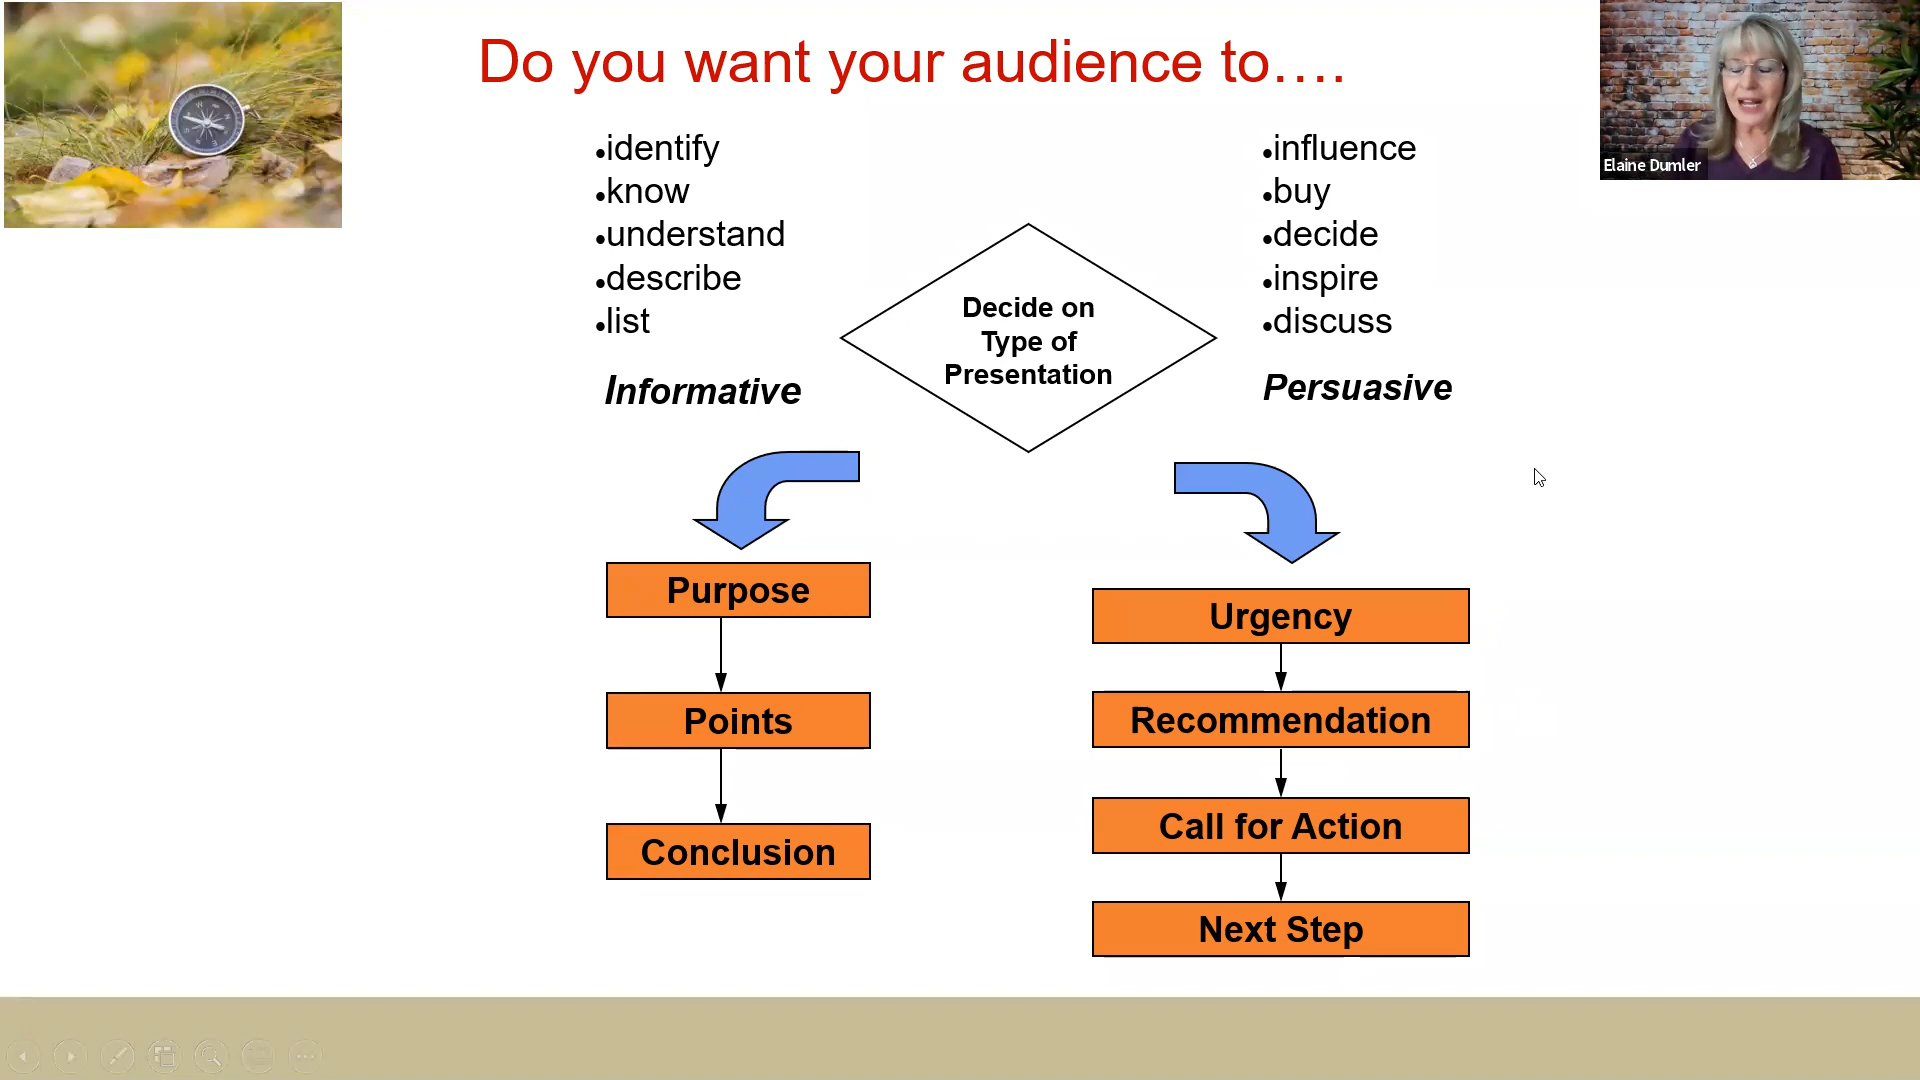 Do you want your audience to....
Elaine Dumler
•identify
•know
•understand
•describe
•list
Informative
Decide on
Type of
Presentation
•influence
•buy
•decide
•inspire
•discuss
Persuasive
Purpose
Points
Conclusion
Urgency
Recommendation
Call for Action
Next Step